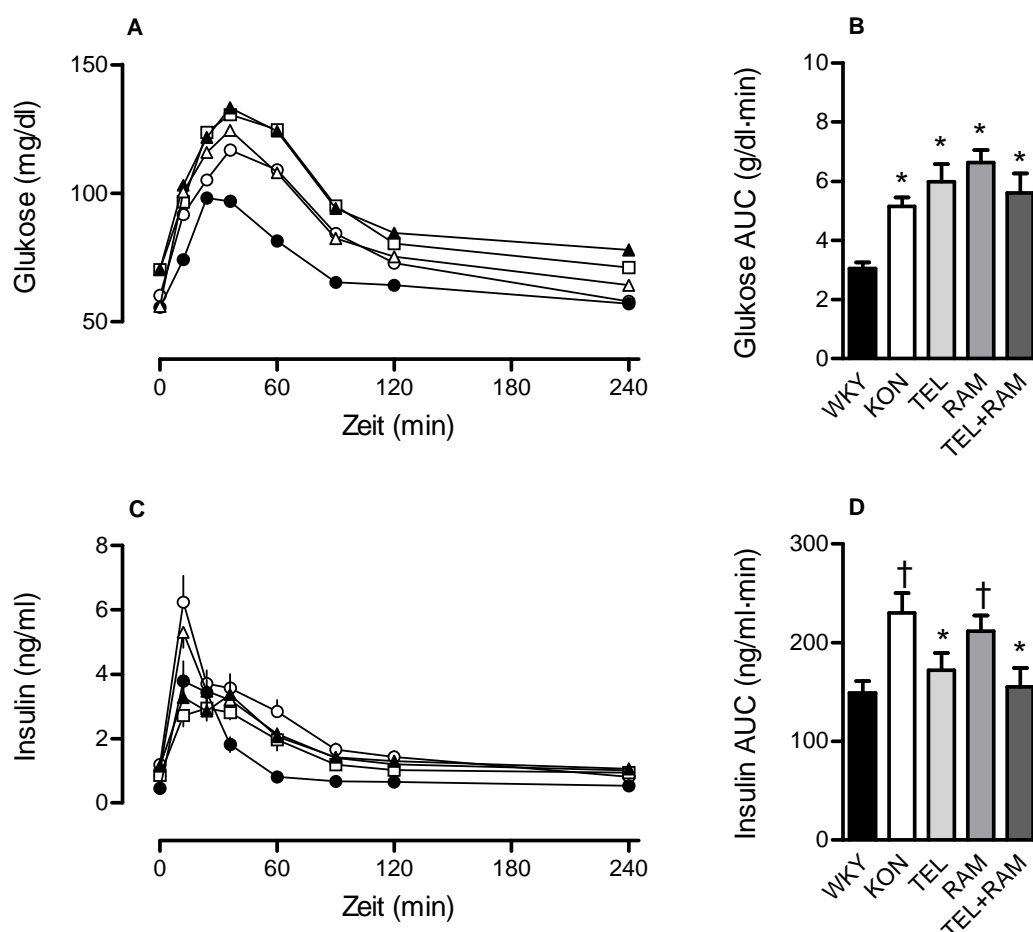 A
Glukose (mg/dl)
150
100
50
0 60 120 180 240
Zeit (min)
B
Glukose AUC (g/dl·min)
10
8
6
4
2
0
* * * *
WKY KON TEL RAM TEL+RAM
C
Insulin (ng/ml)
8
6
4
2
0
0 60 120 180 240
Zeit (min)
D
Insulin AUC (ng/ml·min)
300
200
100
0
† * † *
WKY KON TEL RAM TEL+RAM